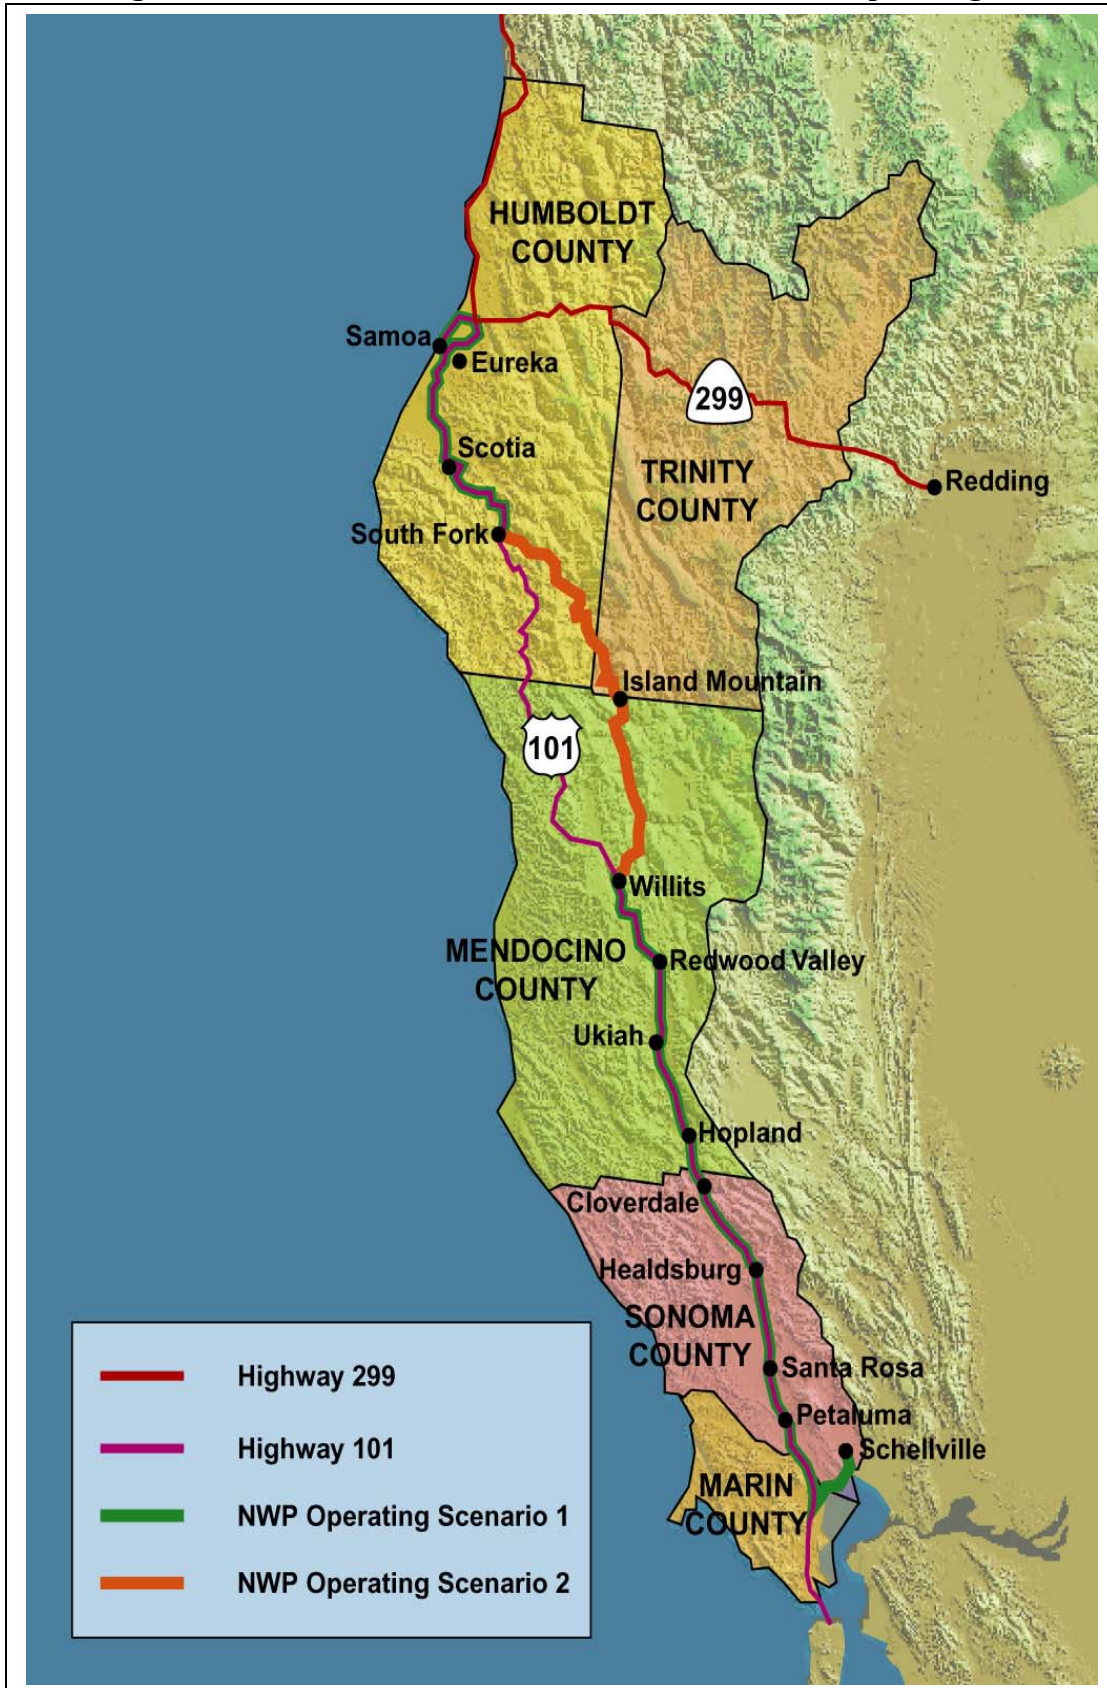 HUMBOLDT
COUNTY
Samoa
Eureka
299
Scotia
TRINITY
COUNTY
Redding
South Fork
Island Mountain
101
Willits
MENDOCINO
COUNTY
Redwood Valley
Ukiah
Hopland
Cloverdale
Healdsburg
SONOMA
COUNTY
Santa Rosa
Petaluma
Schellville
MARIN
COUNTY
Highway 299
Highway 101
NWP Operating Scenario 1
NWP Operating Scenario 2